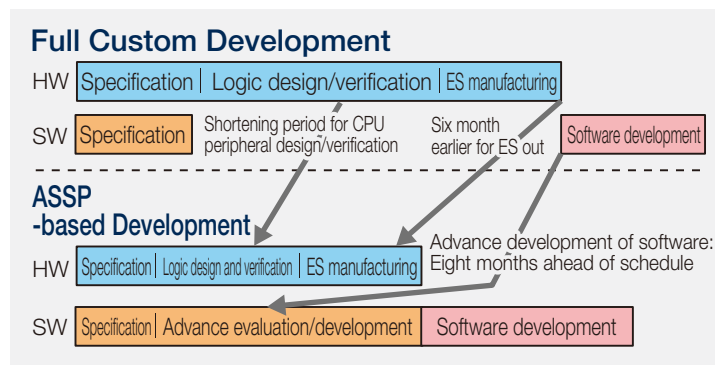 Full Custom Development
HW Specification Logic design/verification ES manufacturing
SW Specification
Shortening period for CPU
peripheral design/verification
Six month
earlier for ES out
Software development
ASSP
-based Development
Advance development of software:
Eight months ahead of schedule
HW Specification Logic design and verification ES manufacturing
SW Specification Advance evaluation/development Software development